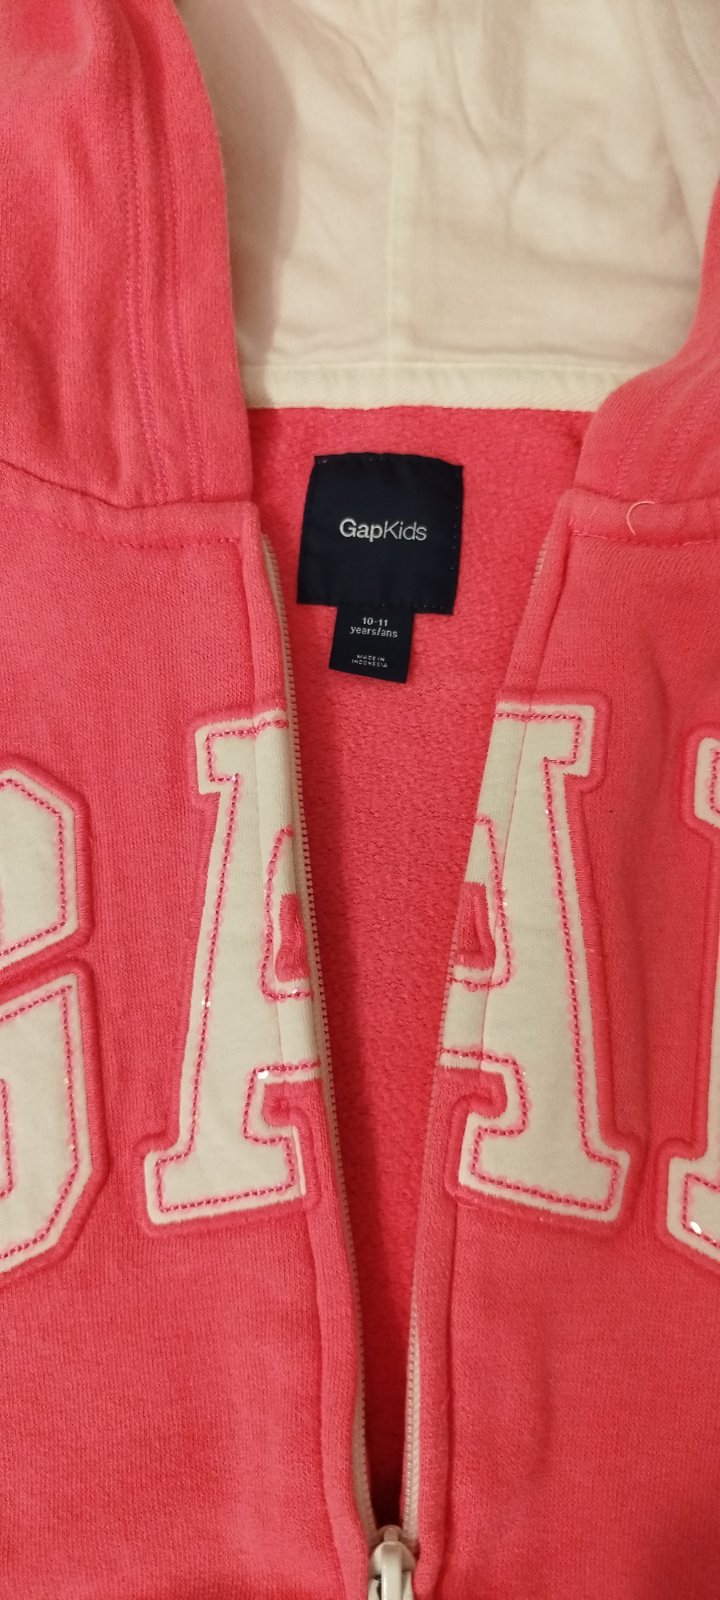 GapKids
10-11
years/ans
MADE IN
INDONESIA
GAP